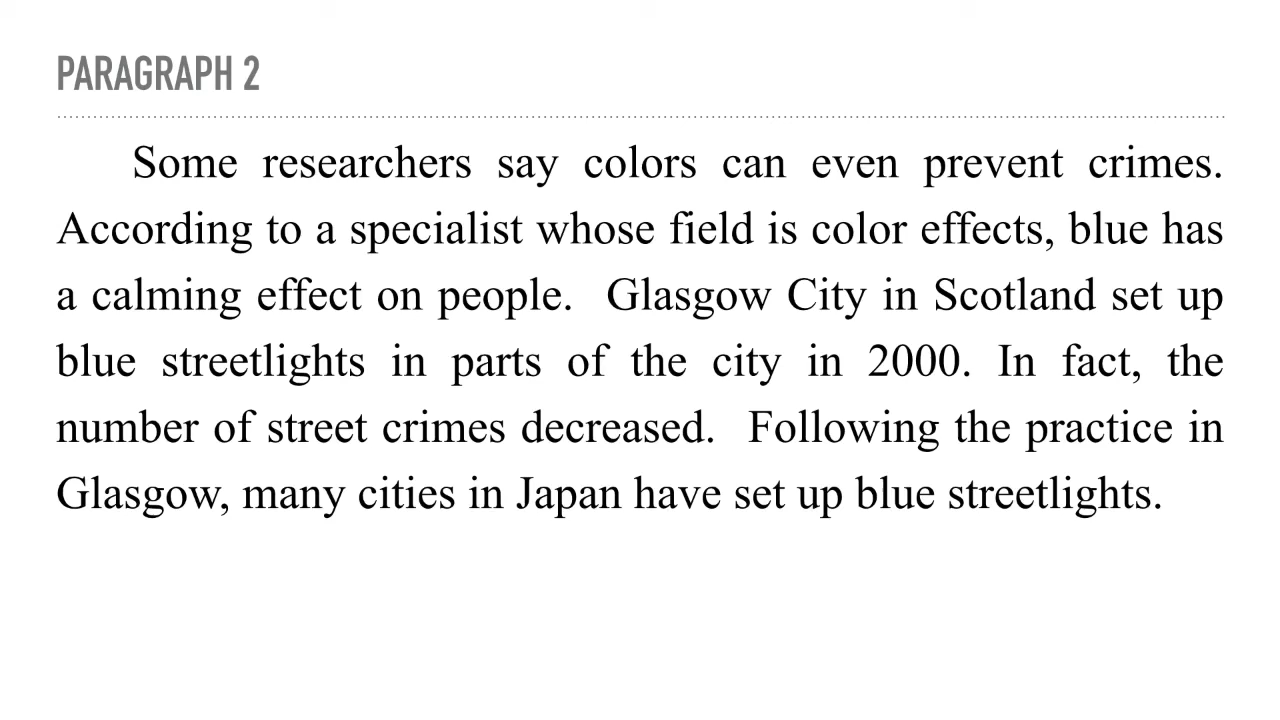 PARAGRAPH 2
Some researchers say colors can even prevent crimes.
According to a specialist whose field is color effects, blue has
a calming effect on people. Glasgow City in Scotland set up
blue streetlights in parts of the city in 2000. In fact, the
number of street crimes decreased. Following the practice in
Glasgow, many cities in Japan have set up blue streetlights.